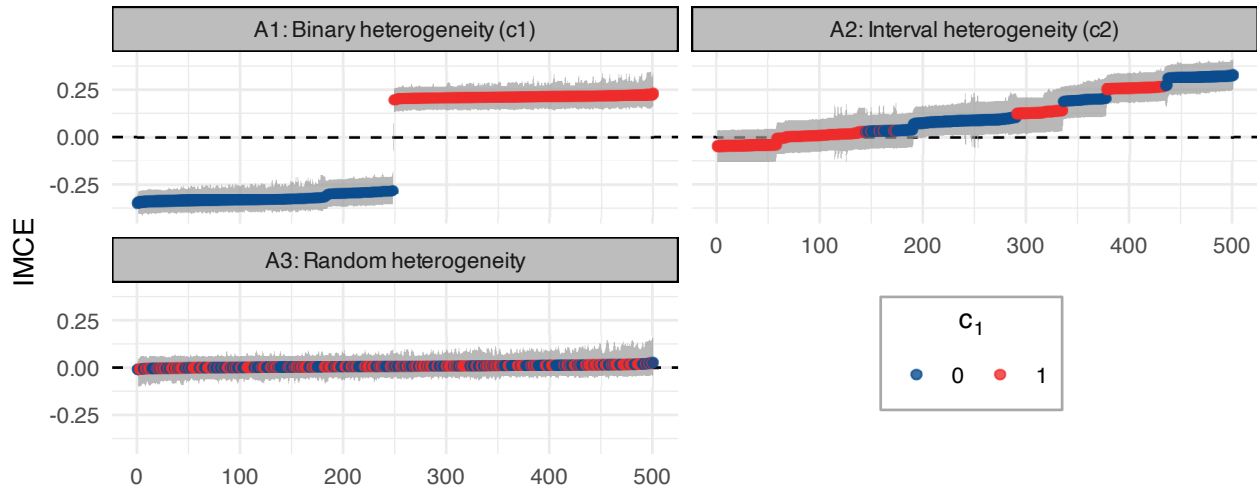 A1: Binary heterogeneity (c1)
A2: Interval heterogeneity (c2)
0.25
0.00
-0.25
0 100 200 300 400 500
A3: Random heterogeneity
IMCE
0.25
0.00
-0.25
0 100 200 300 400 500
c1
0 1